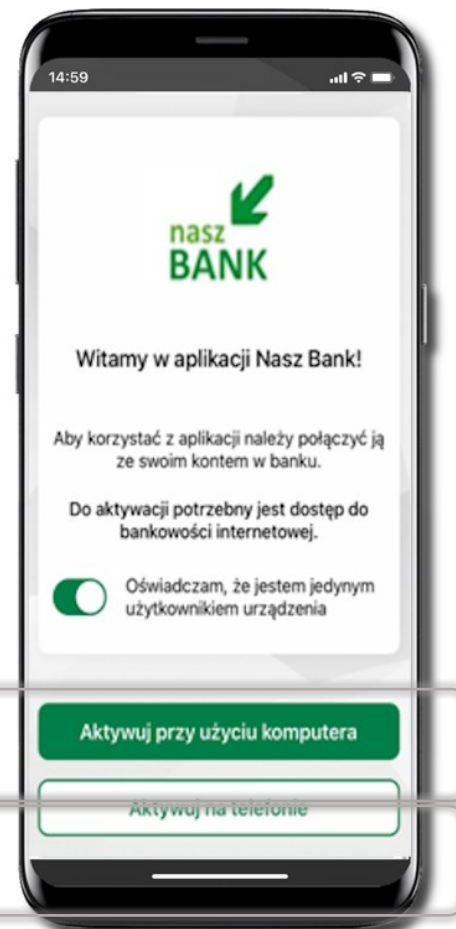 14:59
nasz
BANK
Witamy w aplikacji Nasz Bank!
Aby korzystać z aplikacji należy połączyć ją
ze swoim kontem w banku.
Do aktywacji potrzebny jest dostęp do
bankowości internetowej.
Oświadczam, że jestem jedynym
użytkownikiem urządzenia
Aktywuj przy użyciu komputera
Aktywuj na telefonie